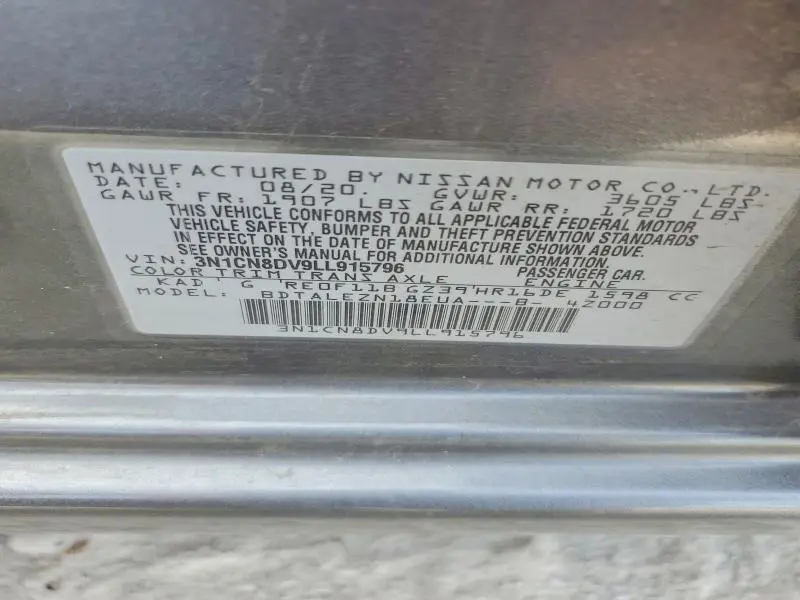 MANUFACTURED BY NISSAN MOTOR CO., LTD.
DATE: 08/20. GVWR: 3605 LBS
GAWR FR: 1907 LBS GAWR RR: 1720 LBS
THIS VEHICLE CONFORMS TO ALL APPLICABLE FEDERAL MOTOR
VEHICLE SAFETY, BUMPER AND THEFT PREVENTION STANDARDS
IN EFFECT ON THE DATE OF MANUFACTURE SHOWN ABOVE.
SEE OWNER'S MANUAL FOR ADDITIONAL INFORMATION
VIN: 3N1CN8DV9LL915796 PASSENGER CAR.
COLOR TRIM TRANS AXLE ENGINE
KAD G RE0F11B GZ39 HR16DE 1598 CC
MODEL: BDTALEZN18EUA---B- 42000
3N1CN8DV9LL915796